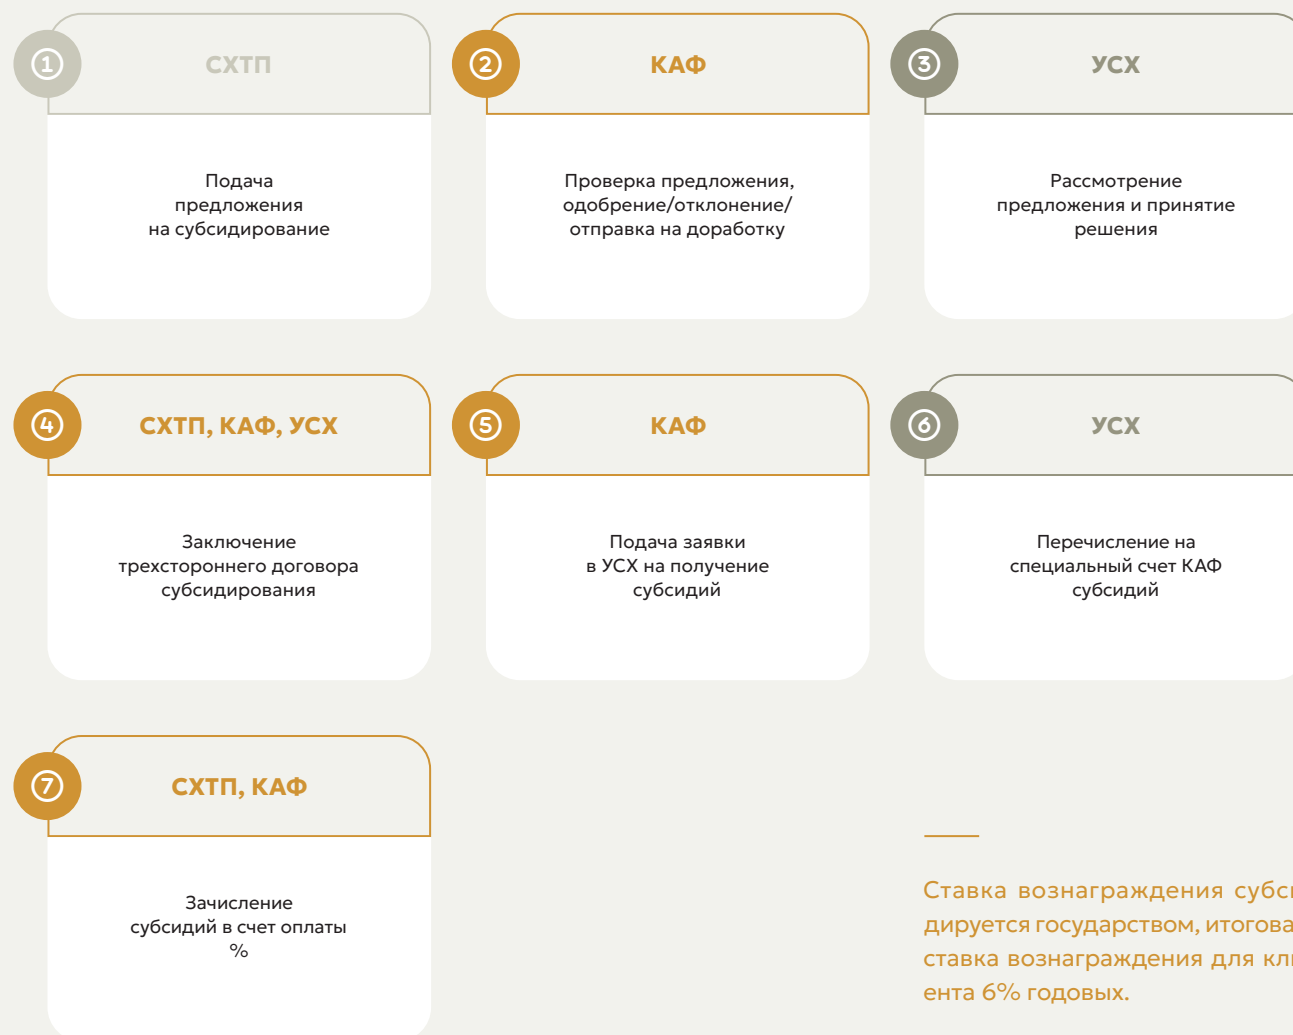 1
СХТП
Подача
предложения
на субсидирование
2
КАФ
Проверка предложения,
одобрение/отклонение/
отправка на доработку
3
УСХ
Рассмотрение
предложения и принятие
решения
4
СХТП, КАФ, УСХ
Заключение
трехстороннего договора
субсидирования
5
КАФ
Подача заявки
в УСХ на получение
субсидий
6
УСХ
Перечисление на
специальный счет КАФ
субсидий
7
СХТП, КАФ
Зачисление
субсидий в счет оплаты
%
Ставка вознаграждения субси
дируется государством, итогова
ставка вознаграждения для кли
ента 6% годовых.